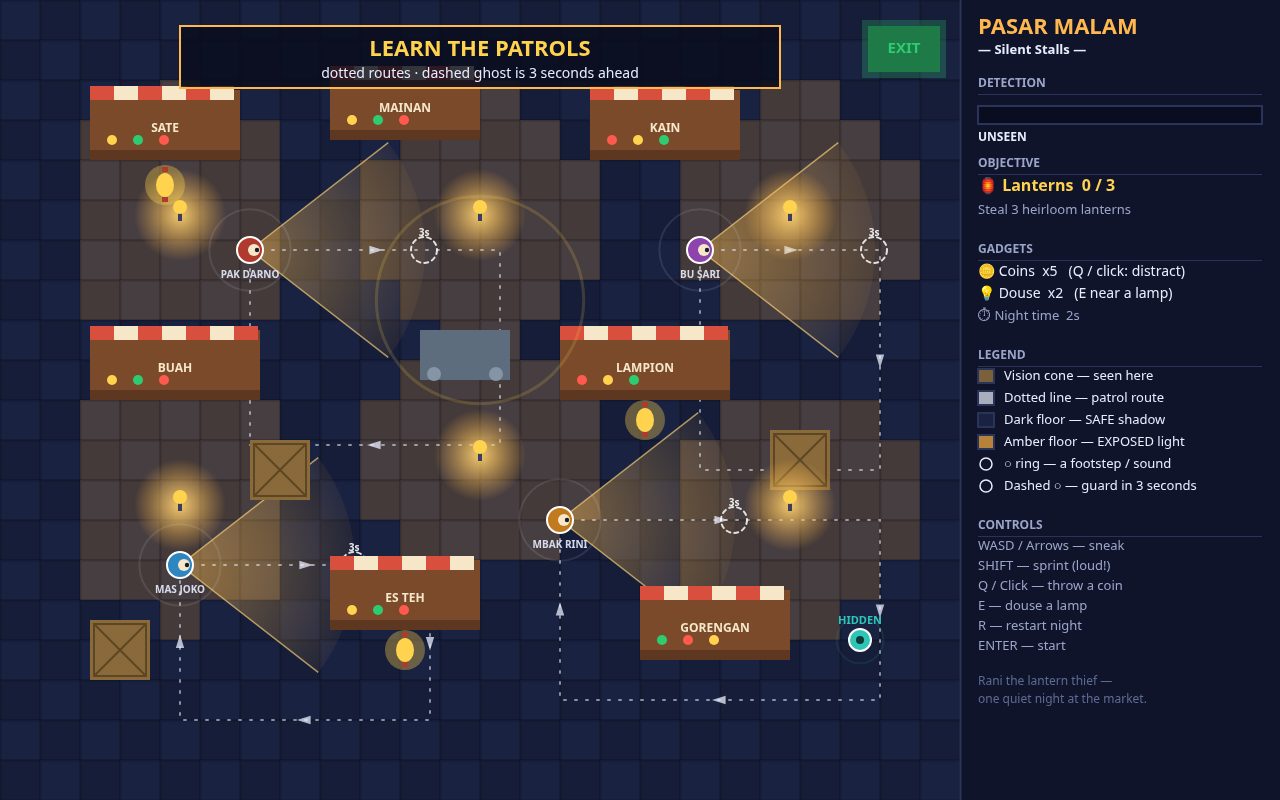 LEARN THE PATROLS
dotted routes · dashed ghost is 3 seconds ahead
EXIT
SATE
MAINAN
KAIN
3s
3s
PAK DARNO
BU SARI
BUAH
LAMPION
3s
3s
MBAK RINI
MAS JOKO
ES TEH
GORENGAN
HIDDEN
PASAR MALAM
— Silent Stalls —
DETECTION
UNSEEN
OBJECTIVE
Lanterns 0 / 3
Steal 3 heirloom lanterns
GADGETS
Coins x5 (Q / click: distract)
Douse x2 (E near a lamp)
Night time 2s
LEGEND
Vision cone — seen here
Dotted line — patrol route
Dark floor — SAFE shadow
Amber floor — EXPOSED light
○ ring — a footstep / sound
Dashed ○ — guard in 3 seconds
CONTROLS
WASD / Arrows — sneak
SHIFT — sprint (loud!)
Q / Click — throw a coin
E — douse a lamp
R — restart night
ENTER — start
Rani the lantern thief —
one quiet night at the market.